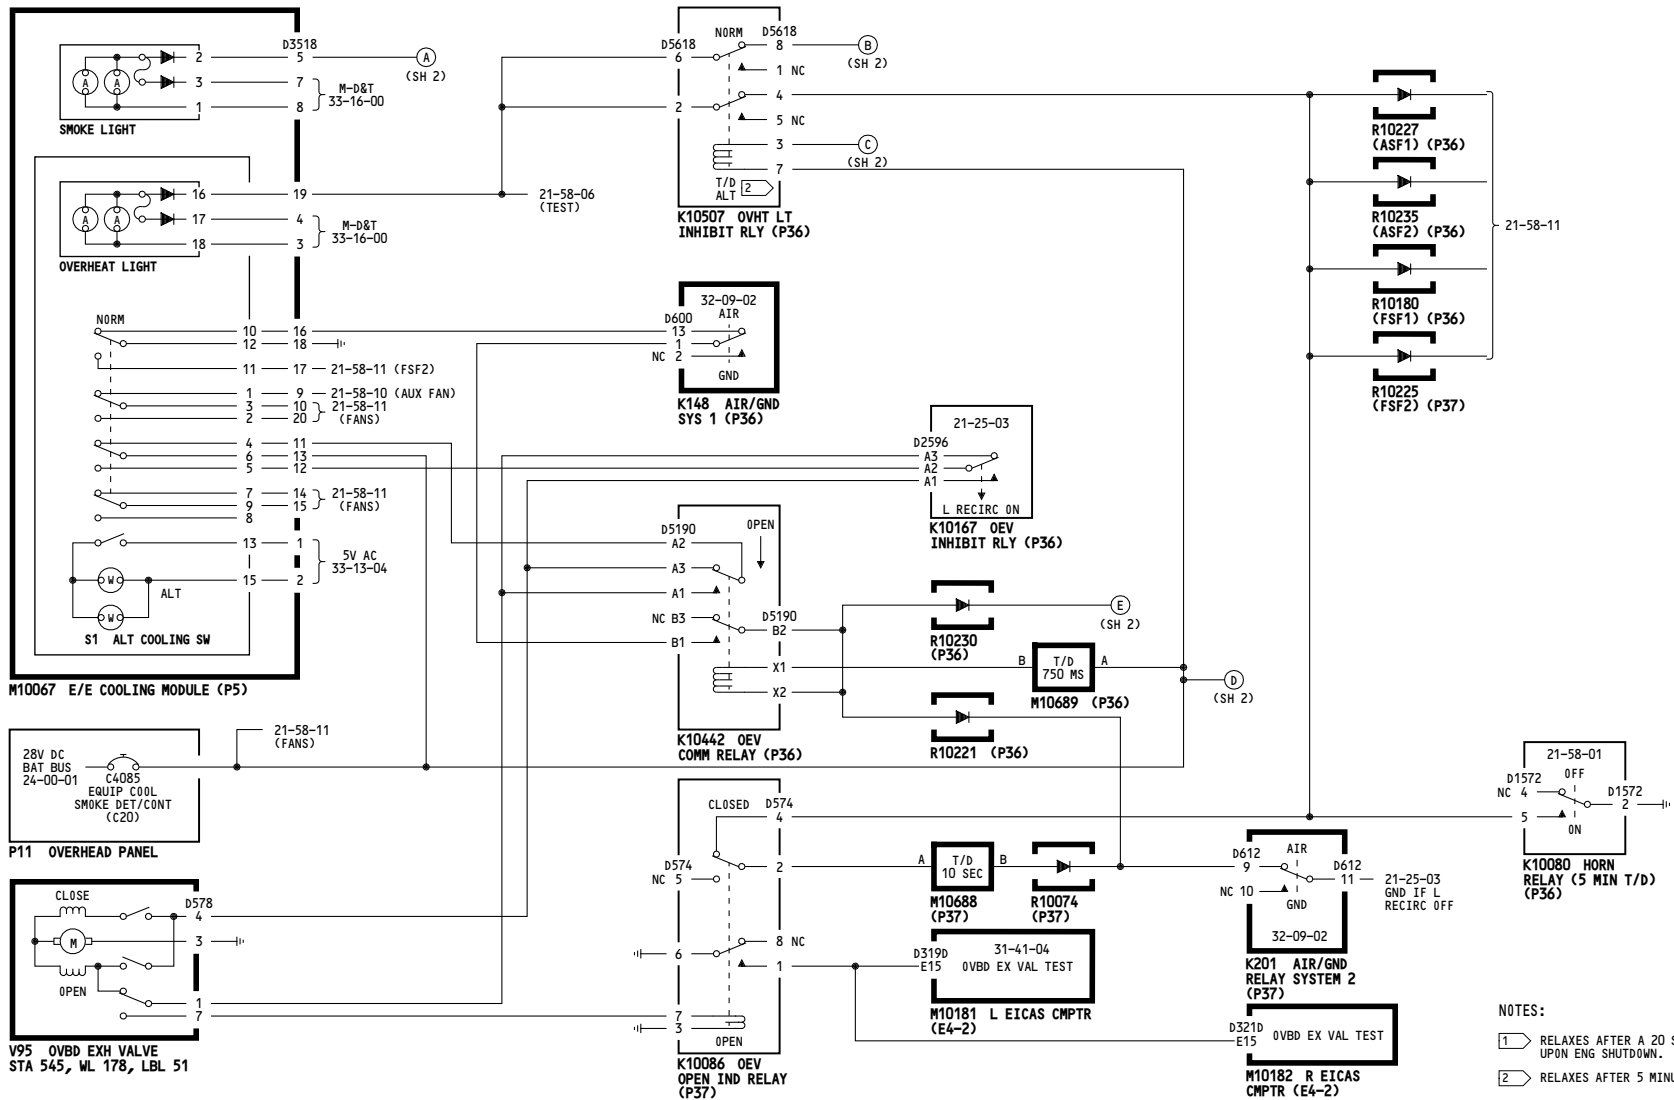 SMOKE LIGHT
A A
2
3
1
D3518
5
7
8
A
(SH 2)
M-D&T
33-16-00
OVERHEAT LIGHT
A A
16
17
18
19
4
3
21-58-06
(TEST)
M-D&T
33-16-00
NORM
10 16
12 18
11 17 21-58-11 (FSF2)
1 9 21-58-10 (AUX FAN)
3 10 21-58-11
2 20 (FANS)
4 11
6 13
5 12
7 14 21-58-11
9 15 (FANS)
8
13 1
15 2
5V AC
33-13-04
W
W
ALT
S1 ALT COOLING SW
M10067 E/E COOLING MODULE (P5)
28V DC
BAT BUS
24-00-01
C4085
EQUIP COOL
SMOKE DET/CONT
(C20)
P11 OVERHEAD PANEL
21-58-11
(FANS)
CLOSE
M
OPEN
D578
4
3
1
7
V95 OVBD EXH VALVE
STA 545, WL 178, LBL 51
NORM
D5618
6
2
D5618
8
1 NC
4
5 NC
3
7
T/D
ALT
2
B
(SH 2)
C
(SH 2)
K10507 OVHT LT
INHIBIT RLY (P36)
32-09-02
AIR
D600
13
1
NC 2
GND
K148 AIR/GND
SYS 1 (P36)
21-25-03
D2596
A3
A2
A1
L RECIRC ON
K10167 OEV
INHIBIT RLY (P36)
D5190
OPEN
A2
A3
A1
NC B3
B1
D5190
B2
X1
X2
K10442 OEV
COMM RELAY (P36)
R10230
(P36)
E
(SH 2)
B
T/D
750 MS
A
M10689 (P36)
D
(SH 2)
R10221 (P36)
CLOSED
D574
4
2
D574
NC 5
6
8 NC
1
7
3
OPEN
K10086 OEV
OPEN IND RELAY
(P37)
A
T/D
10 SEC
B
M10688
(P37)
R10074
(P37)
31-41-04
D319D
E15
OVBD EX VAL TEST
M10181 L EICAS CMPTR
(E4-2)
D612
9
AIR
D612
11
NC 10
GND
32-09-02
21-25-03
GND IF L
RECIRC OFF
K201 AIR/GND
RELAY SYSTEM 2
(P37)
D321D
E15
OVBD EX VAL TEST
M10182 R EICAS
CMPTR (E4-2)
R10227
(ASF1) (P36)
R10235
(ASF2) (P36)
R10180
(FSF1) (P36)
R10225
(FSF2) (P37)
21-58-11
21-58-01
D1572
NC 4
5
OFF
ON
D1572
2
K10080 HORN
RELAY (5 MIN T/D)
(P36)
NOTES:
1 RELAXES AFTER A 20 S
UPON ENG SHUTDOWN.
2 RELAXES AFTER 5 MINU